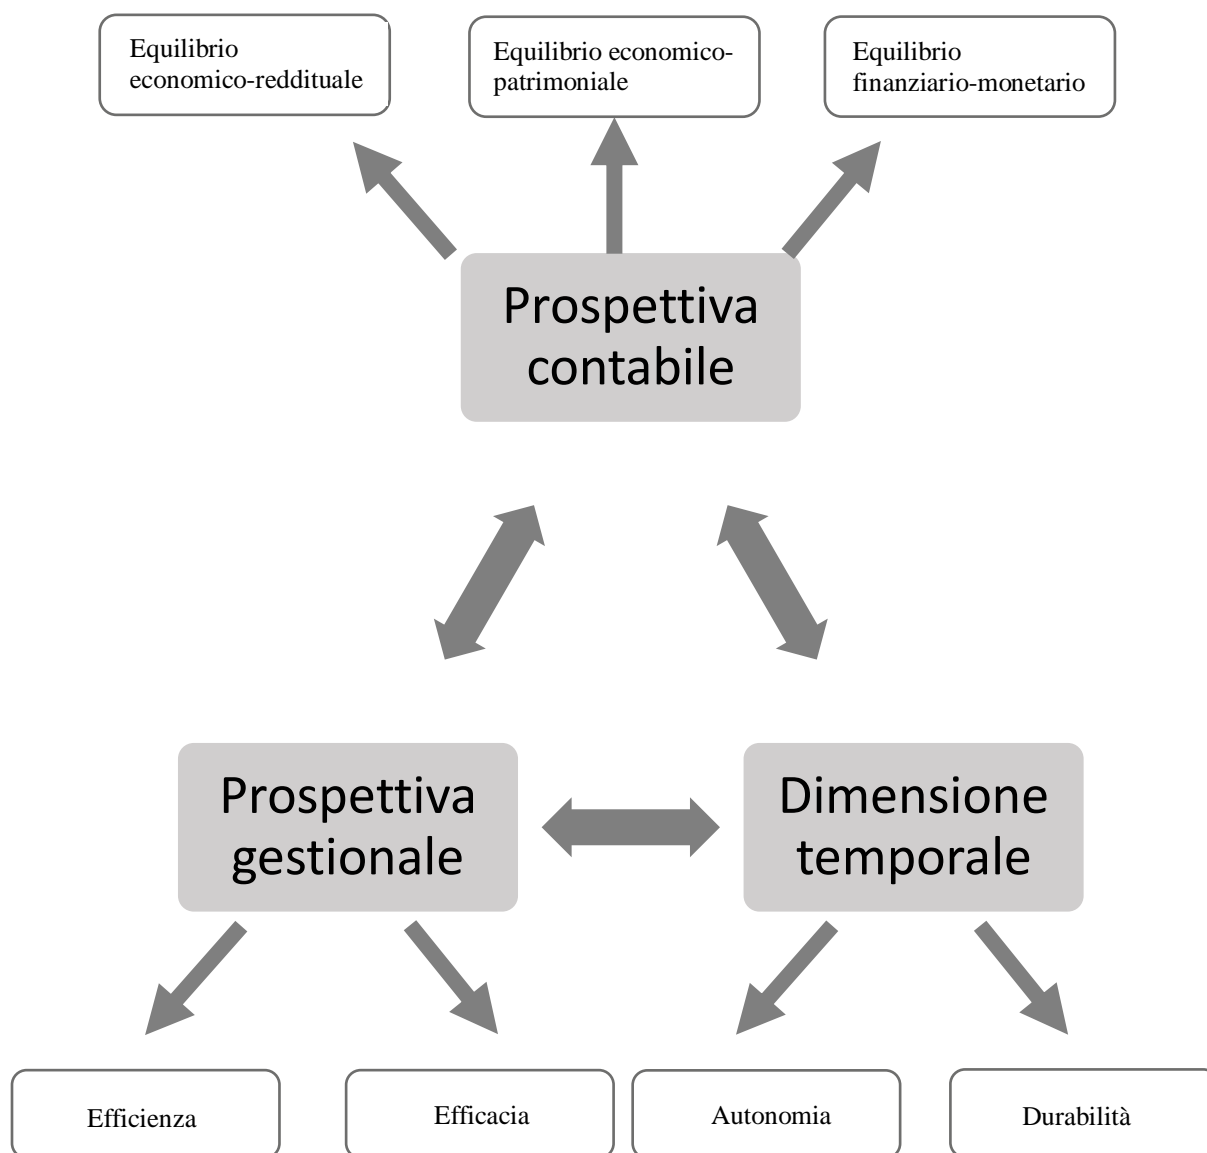 Equilibrio
economico-reddituale
Equilibrio economico-
patrimoniale
Equilibrio
finanziario-monetario
Prospettiva
contabile
Prospettiva
gestionale
Dimensione
temporale
Efficienza
Efficacia
Autonomia
Durabilità